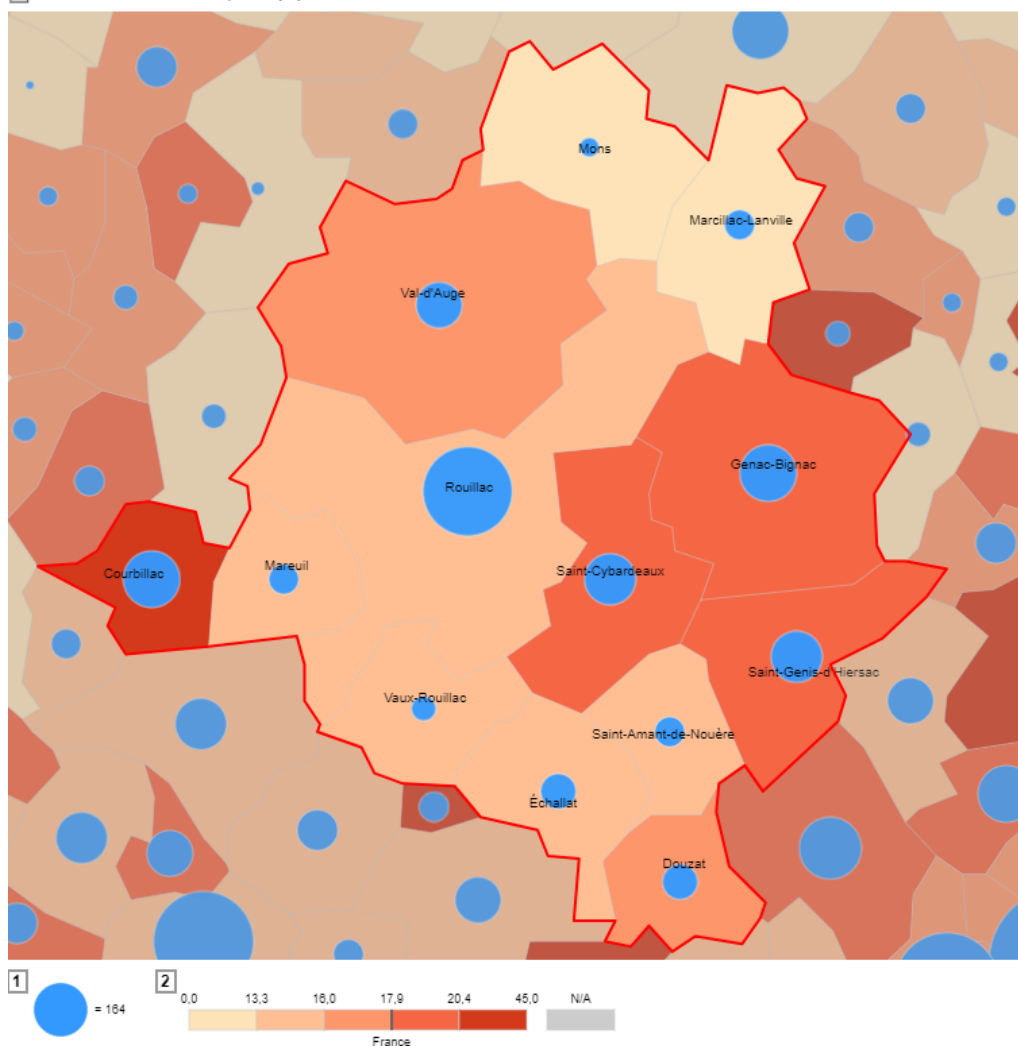 Mons
Marcillac-Lanville
Val-d'Auge
Genac-Bignac
Rouillac
Mareuil
Saint-Cybardeaux
Courbillac
Saint-Genis-d'Hiersac
Vaux-Rouillac
Saint-Amant-de-Nouère
Échallat
Douzat
1
= 164
2
0,0 13,3 16,0 17,9 20,4 45,0 N/A
France